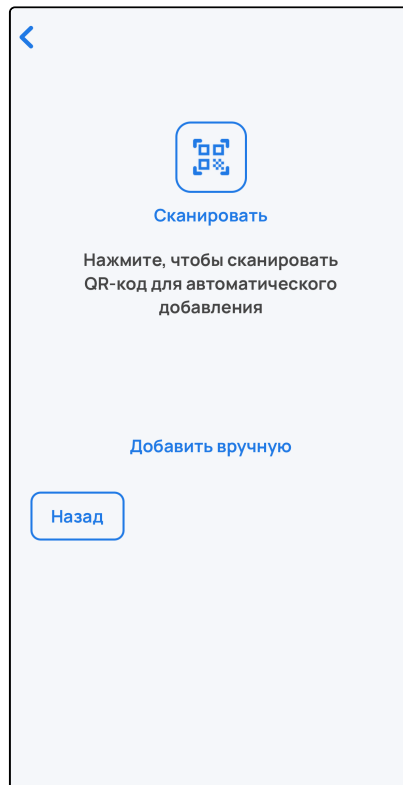 Сканировать
Нажмите, чтобы сканировать
QR-код для автоматического
добавления
Добавить вручную
Назад